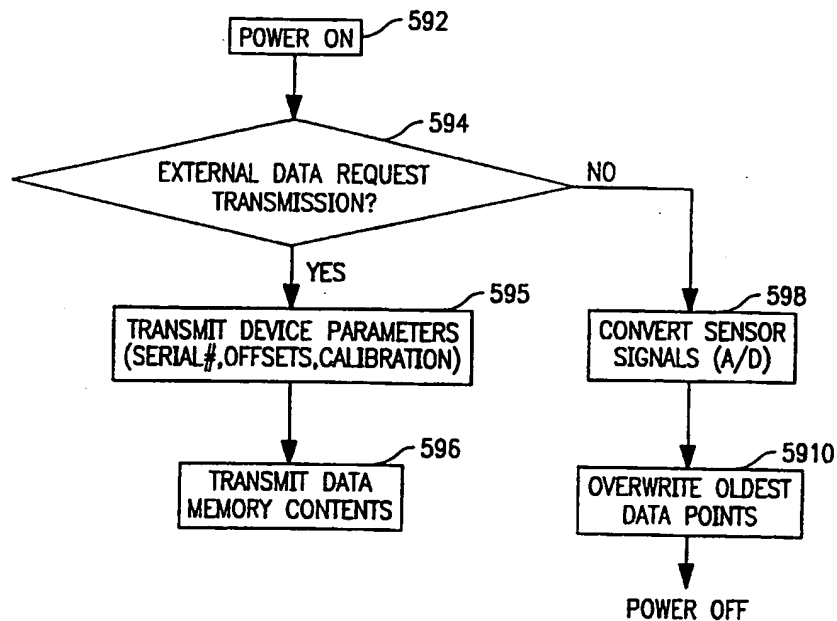 POWER ON
592
594
EXTERNAL DATA REQUEST
TRANSMISSION?
NO
YES
595
TRANSMIT DEVICE PARAMETERS
(SERIAL#,OFFSETS,CALIBRATION)
598
CONVERT SENSOR
SIGNALS (A/D)
596
TRANSMIT DATA
MEMORY CONTENTS
5910
OVERWRITE OLDEST
DATA POINTS
POWER OFF